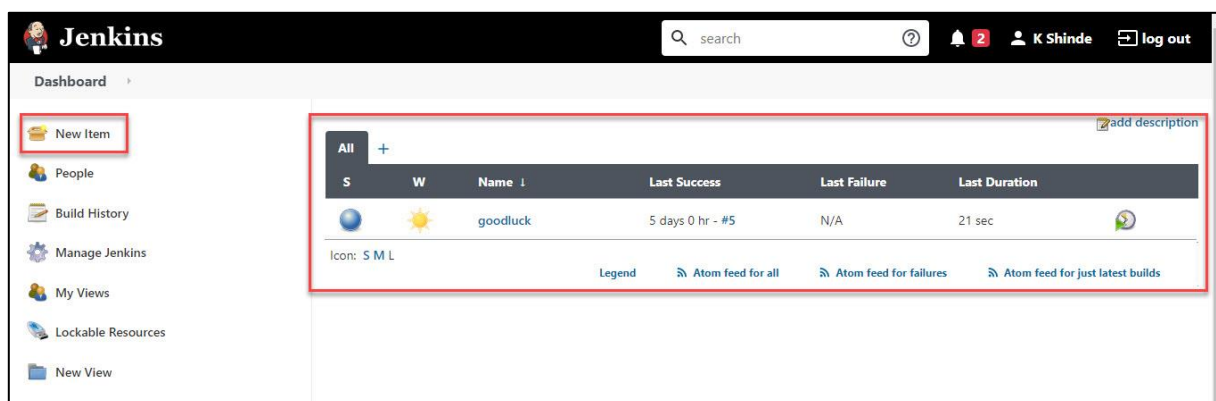 Jenkins search 2 K Shinde log out
Dashboard
New Item
People
Build History
Manage Jenkins
My Views
Lockable Resources
New View
add description
All +
S W Name ↓ Last Success Last Failure Last Duration
goodluck 5 days 0 hr - #5 N/A 21 sec
Icon: S M L
Legend Atom feed for all Atom feed for failures Atom feed for just latest builds